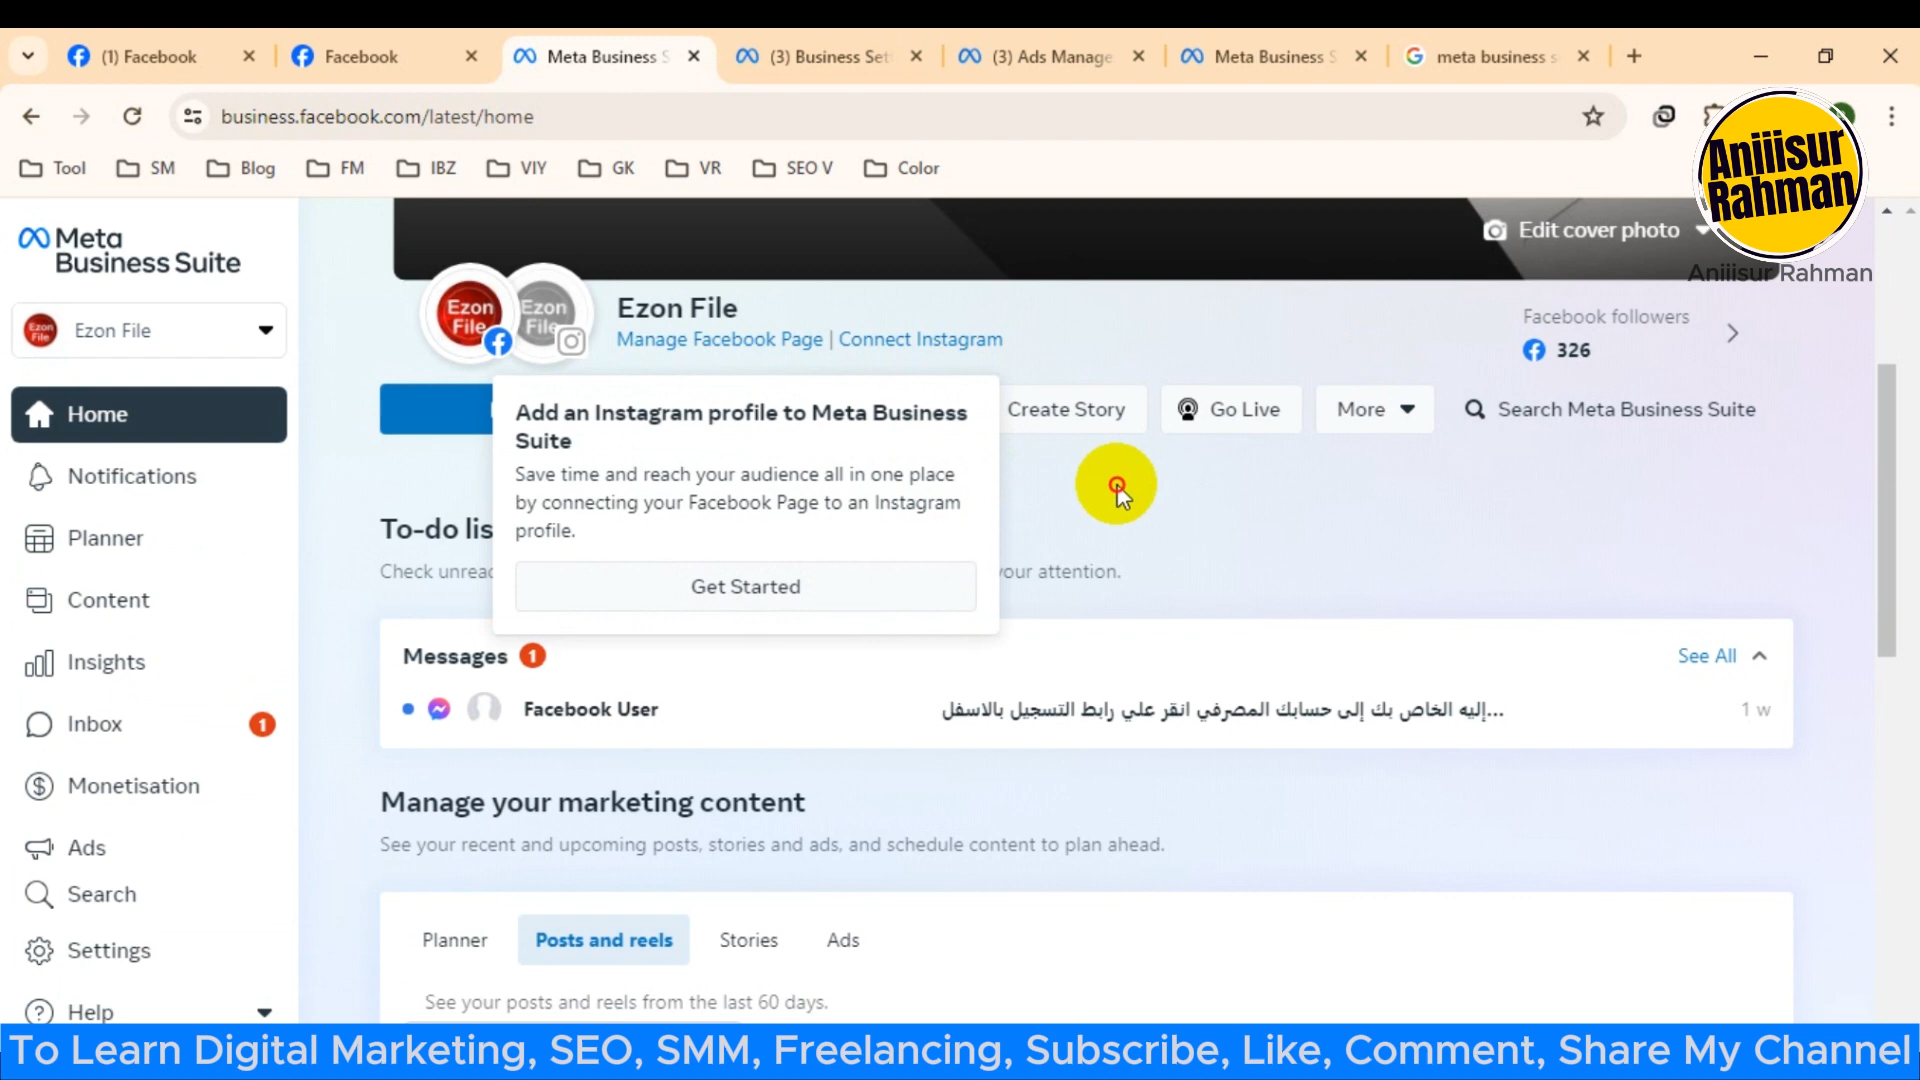 (1) Facebook
Facebook
Meta Business S
(3) Business Set
(3) Ads Manage
Meta Business S
meta business s
business.facebook.com/latest/home
Tool
SM
Blog
FM
IBZ
VIY
GK
VR
SEO V
Color
Aniiisur
Rahman
Aniiisur Rahman
Meta
Business Suite
Ezon File
Home
Notifications
Planner
Content
Insights
Inbox
1
Monetisation
Ads
Search
Settings
Help
Edit cover photo
Ezon
File
Ezon
File
Ezon File
Manage Facebook Page | Connect Instagram
Facebook followers
326
Create Story
Go Live
More
Search Meta Business Suite
Add an Instagram profile to Meta Business
Suite
Save time and reach your audience all in one place
by connecting your Facebook Page to an Instagram
profile.
Get Started
To-do lis
Check unread
your attention.
Messages 1
See All
Facebook User
إليه الخاص بك إلى حسابك المصرفي انقر علي رابط التسجيل بالاسفل...
1 w
Manage your marketing content
See your recent and upcoming posts, stories and ads, and schedule content to plan ahead.
Planner
Posts and reels
Stories
Ads
See your posts and reels from the last 60 days.
To Learn Digital Marketing, SEO, SMM, Freelancing, Subscribe, Like, Comment, Share My Channel